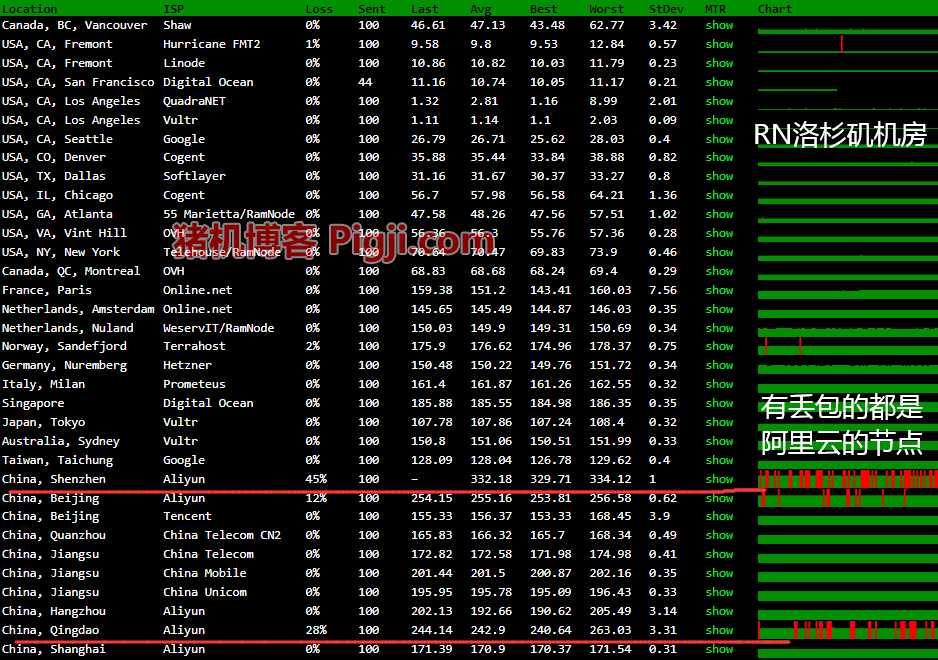 Location ISP Loss Sent Last Avg Best Worst StDev MTR Chart
Canada, BC, Vancouver Shaw 0% 100 46.61 47.13 43.48 62.77 3.42 show
USA, CA, Fremont Hurricane FMT2 1% 100 9.58 9.8 9.53 12.84 0.57 show
USA, CA, Fremont Linode 0% 100 10.86 10.82 10.03 11.79 0.23 show
USA, CA, San Francisco Digital Ocean 0% 44 11.16 10.74 10.05 11.17 0.21 show
USA, CA, Los Angeles QuadraNET 0% 100 1.32 2.81 1.16 8.99 2.01 show
USA, CA, Los Angeles Vultr 0% 100 1.11 1.14 1.1 2.03 0.09 show
RN洛杉矶机房
USA, CA, Seattle Google 0% 100 26.79 26.71 25.62 28.03 0.4 show
USA, CO, Denver Cogent 0% 100 35.88 35.44 33.84 38.88 0.82 show
USA, TX, Dallas Softlayer 0% 100 31.16 31.67 30.37 33.27 0.8 show
USA, IL, Chicago Cogent 0% 100 56.7 57.98 56.58 64.21 1.36 show
USA, GA, Atlanta 55 Marietta/RamNode 0% 100 47.58 48.26 47.56 57.51 1.02 show
USA, VA, Vint Hill OVH 0% 100 56.36 56.3 55.76 57.36 0.28 show
猪机博客 Pigji.com
USA, NY, New York Telehouse/RamNode 0% 100 70.64 70.47 69.83 73.9 0.46 show
Canada, QC, Montreal OVH 0% 100 68.83 68.68 68.24 69.4 0.29 show
France, Paris Online.net 0% 100 159.38 151.2 143.41 160.03 7.56 show
Netherlands, Amsterdam Online.net 0% 100 145.65 145.49 144.87 146.03 0.35 show
Netherlands, Nuland WeservIT/RamNode 0% 100 150.03 149.9 149.31 150.69 0.34 show
Norway, Sandefjord Terrahost 2% 100 175.9 176.62 174.96 178.37 0.75 show
Germany, Nuremberg Hetzner 0% 100 150.48 150.22 149.76 151.72 0.34 show
Italy, Milan Prometeus 0% 100 161.4 161.87 161.26 162.55 0.32 show
Singapore Digital Ocean 0% 100 185.88 185.55 184.98 186.35 0.35 show
有丢包的都是
Japan, Tokyo Vultr 0% 100 107.78 107.86 107.24 108.4 0.32 show
Australia, Sydney Vultr 0% 100 150.8 151.06 150.51 151.99 0.33 show
阿里云的节点
Taiwan, Taichung Google 0% 100 128.09 128.04 126.78 129.62 0.4 show
China, Shenzhen Aliyun 45% 100 – 332.18 329.71 334.12 1 show
China, Beijing Aliyun 12% 100 254.15 255.16 253.81 256.58 0.62 show
China, Beijing Tencent 0% 100 155.33 156.37 153.33 168.45 3.9 show
China, Quanzhou China Telecom CN2 0% 100 165.83 166.32 165.7 168.34 0.49 show
China, Jiangsu China Telecom 0% 100 172.82 172.58 171.98 174.98 0.41 show
China, Jiangsu China Mobile 0% 100 201.44 201.5 200.87 202.16 0.35 show
China, Jiangsu China Unicom 0% 100 195.95 195.78 195.09 196.43 0.33 show
China, Hangzhou Aliyun 0% 100 202.13 192.66 190.62 205.49 3.14 show
China, Qingdao Aliyun 28% 100 244.14 242.9 240.64 263.03 3.31 show
China, Shanghai Aliyun 0% 100 171.39 170.9 170.37 171.54 0.31 show